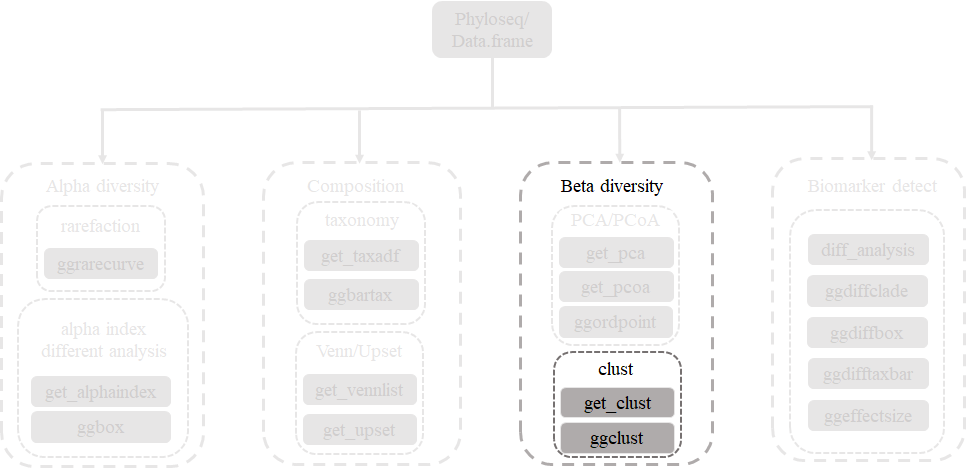 Phyloseq/
Data.frame
Alpha diversity
rarefaction
ggrarecurve
alpha index
different analysis
get_alphaindex
ggbox
Composition
taxonomy
get_taxadf
ggbartax
Venn/Upset
get_vennlist
get_upset
Beta diversity
PCA/PCoA
get_pca
get_pcoa
ggordpoint
clust
get_clust
ggclust
Biomarker detect
diff_analysis
ggdiffclade
ggdiffbox
ggdifftaxbar
ggeffectsize